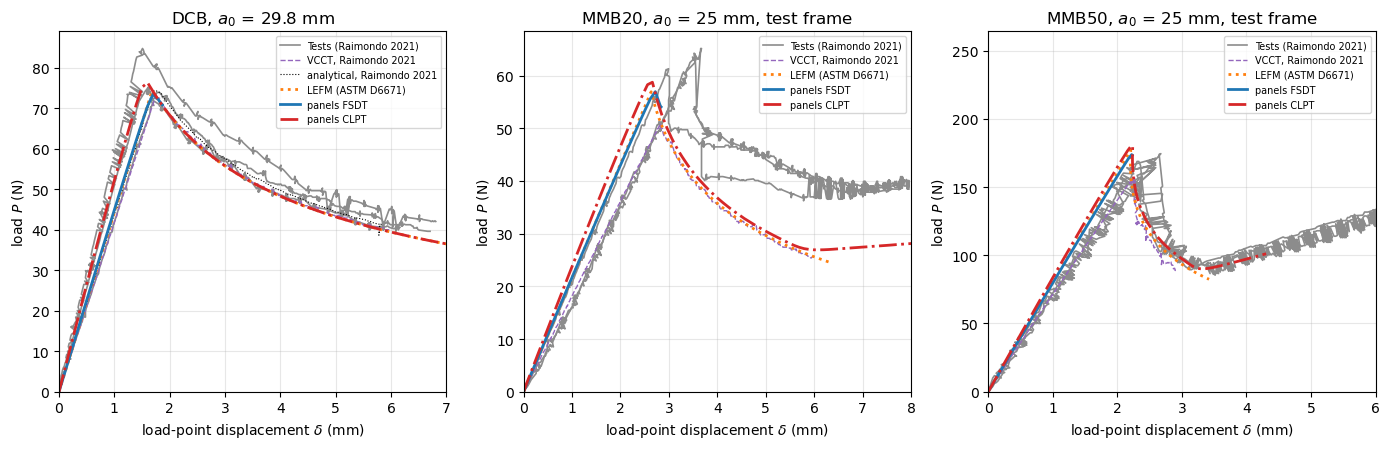 DCB, a₀ = 29.8 mm
load P (N)
80
70
60
50
40
30
20
10
0
0 1 2 3 4 5 6 7
load-point displacement δ (mm)
Tests (Raimondo 2021)
VCCT, Raimondo 2021
analytical, Raimondo 2021
LEFM (ASTM D6671)
panels FSDT
panels CLPT
MMB20, a₀ = 25 mm, test frame
load P (N)
60
50
40
30
20
10
0
0 1 2 3 4 5 6 7 8
load-point displacement δ (mm)
Tests (Raimondo 2021)
VCCT, Raimondo 2021
LEFM (ASTM D6671)
panels FSDT
panels CLPT
MMB50, a₀ = 25 mm, test frame
load P (N)
250
200
150
100
50
0
0 1 2 3 4 5 6
load-point displacement δ (mm)
Tests (Raimondo 2021)
VCCT, Raimondo 2021
LEFM (ASTM D6671)
panels FSDT
panels CLPT